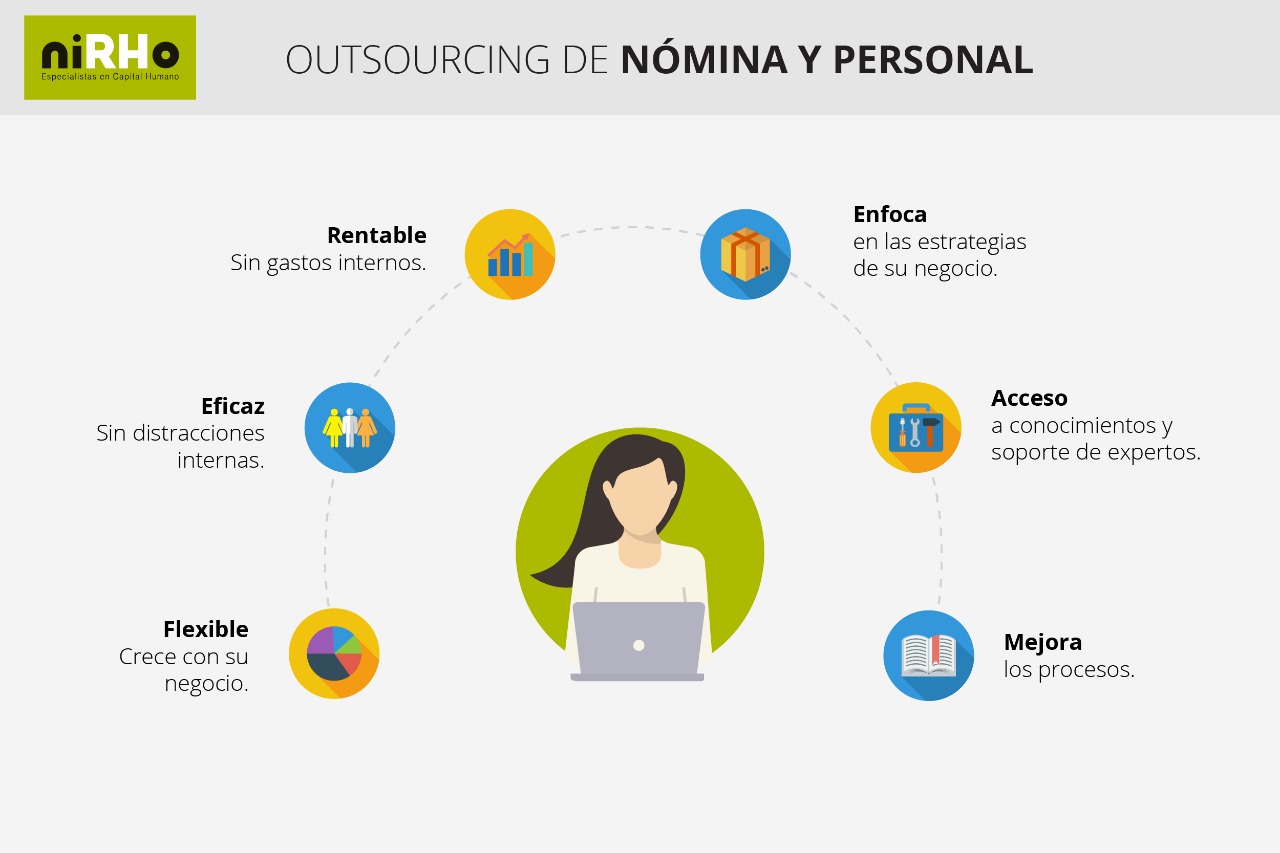 niRHo
Especialistas en Capital Humano
OUTSOURCING DE NÓMINA Y PERSONAL
Rentable
Sin gastos internos.
Enfoca
en las estrategias
de su negocio.
Eficaz
Sin distracciones
internas.
Acceso
a conocimientos y
soporte de expertos.
Flexible
Crece con su
negocio.
Mejora
los procesos.